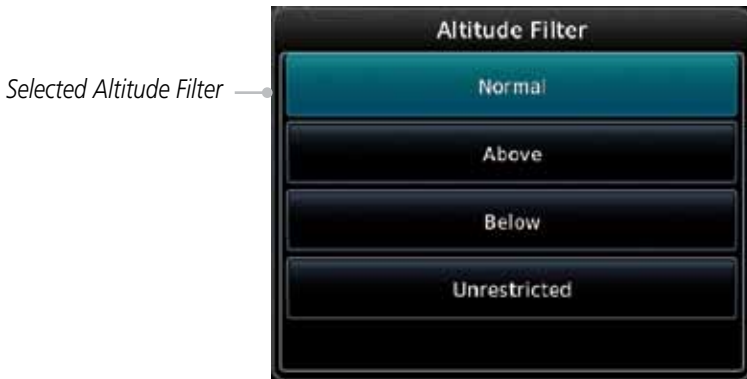 Altitude Filter
Selected Altitude Filter
Normal
Above
Below
Unrestricted